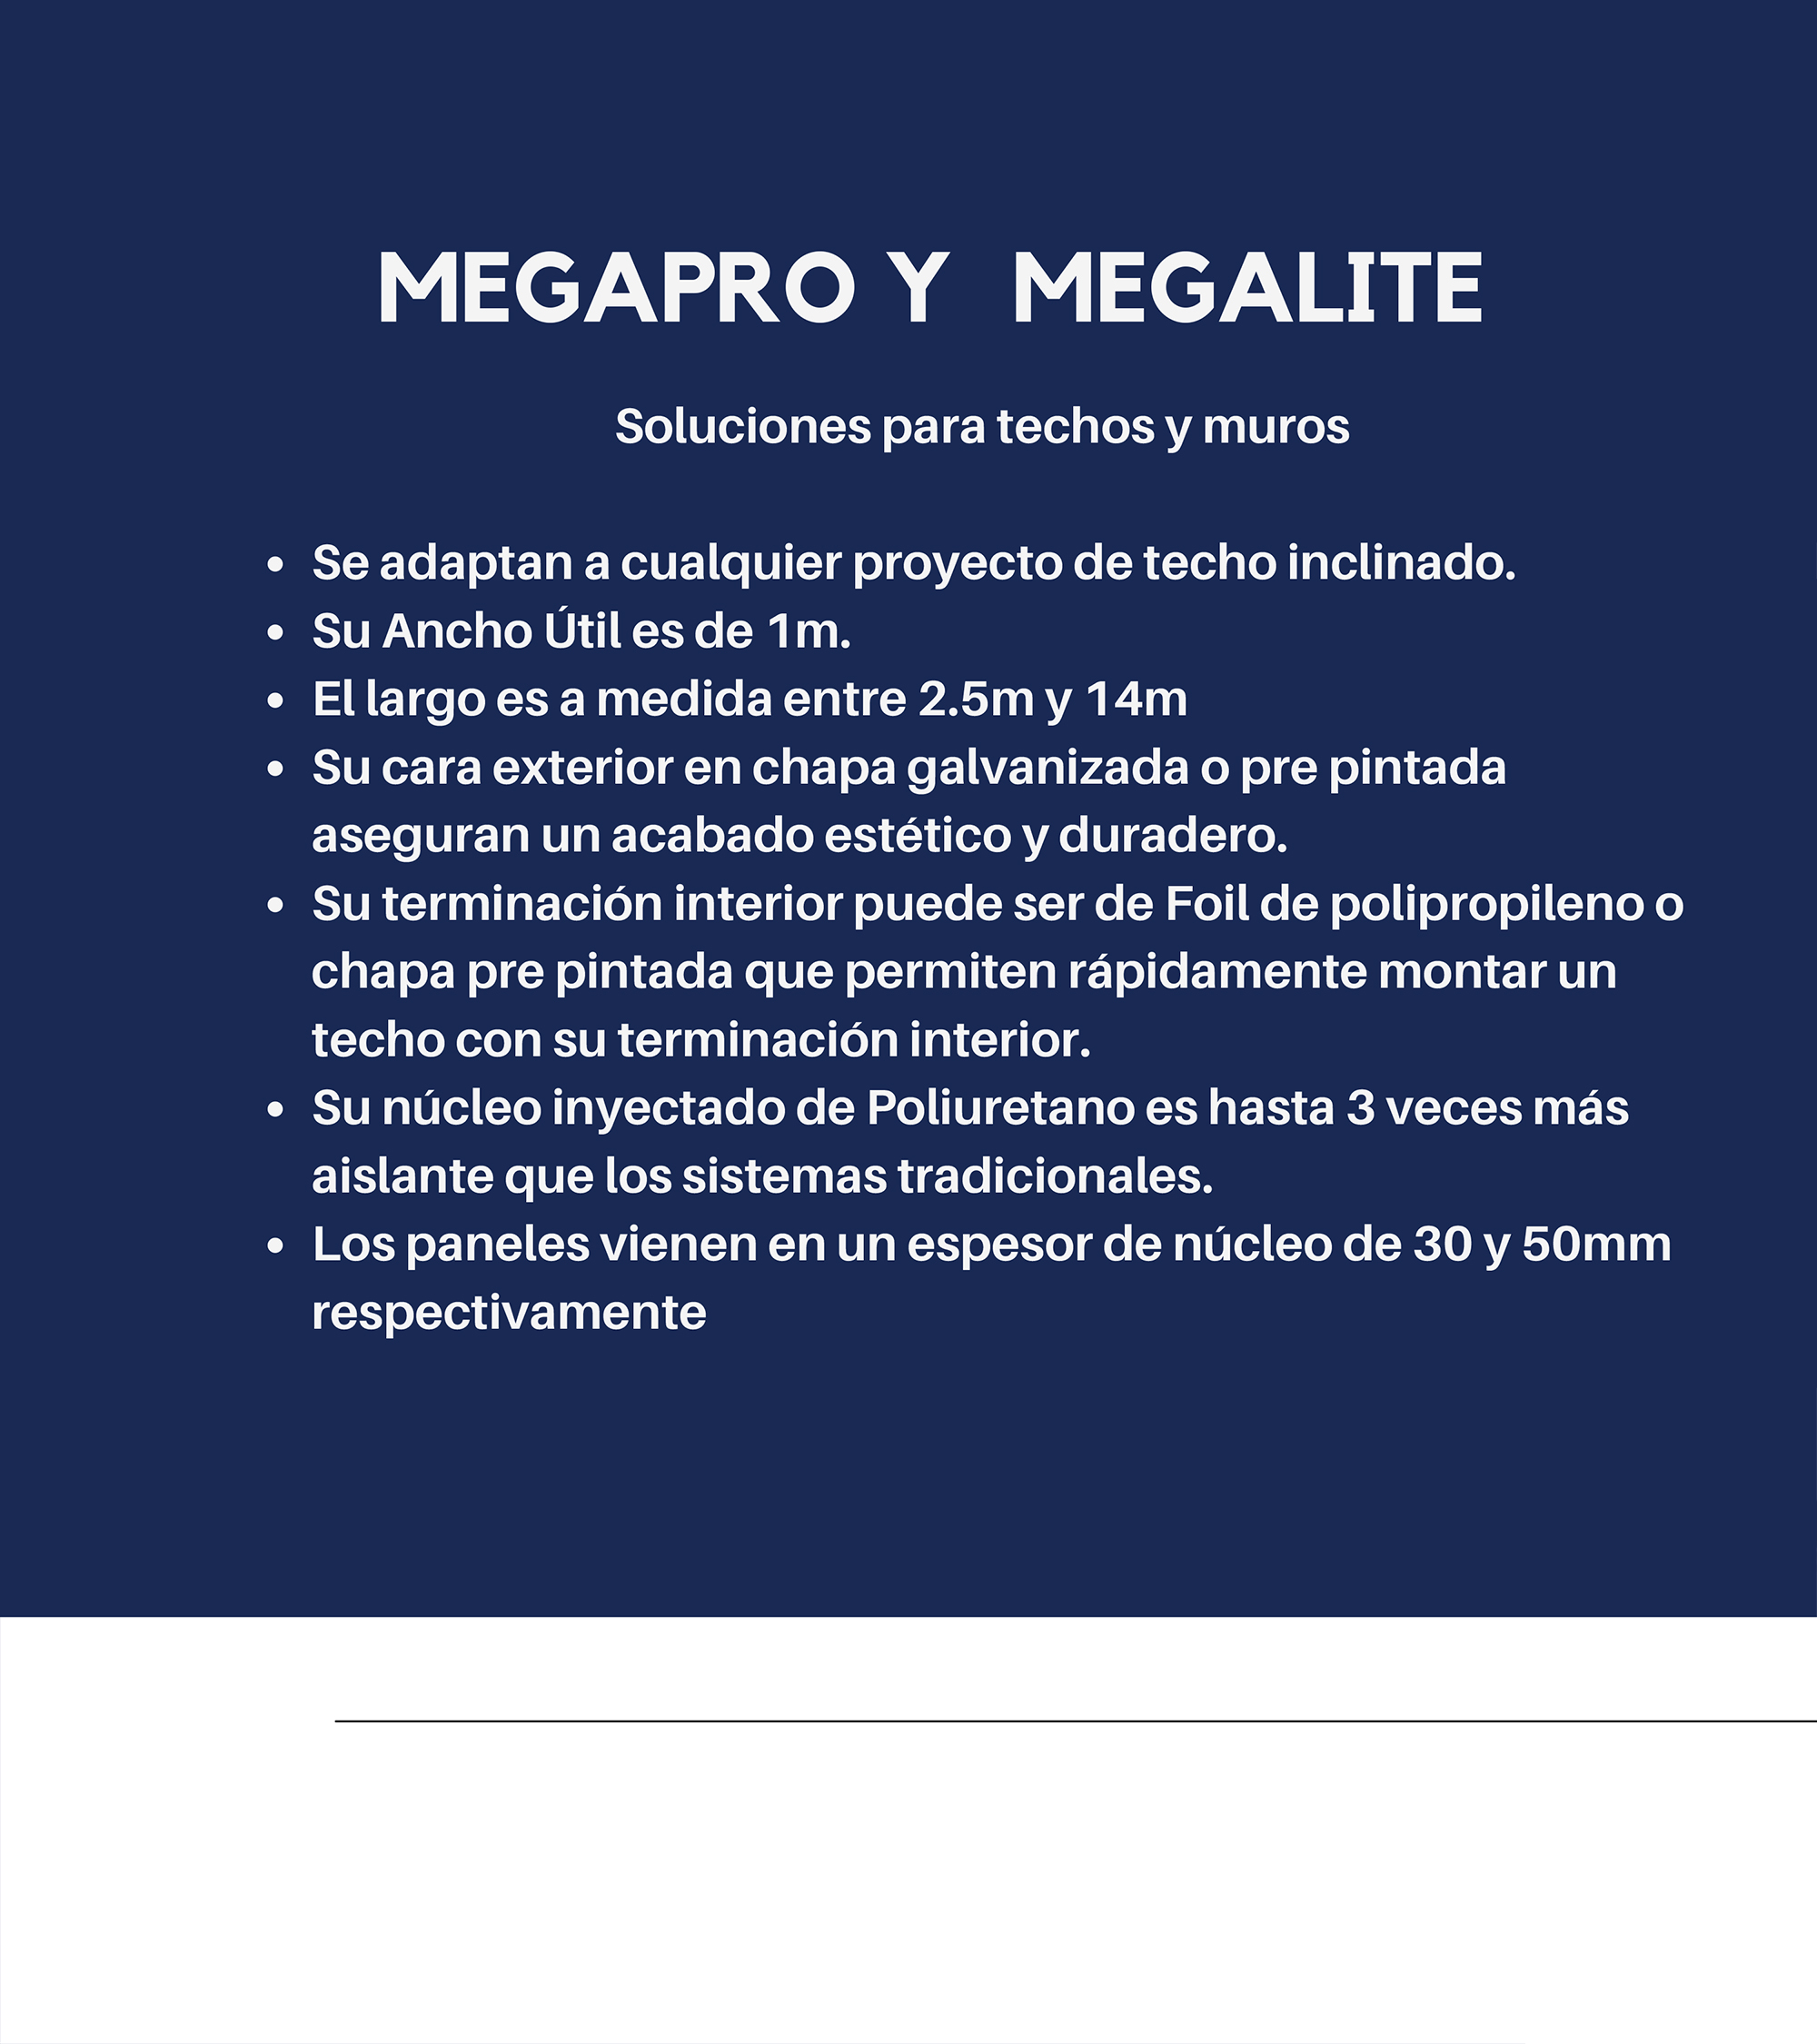 MEGAPRO Y MEGALITE
Soluciones para techos y muros
• Se adaptan a cualquier proyecto de techo inclinado.
• Su Ancho Útil es de 1m.
• El largo es a medida entre 2.5m y 14m
• Su cara exterior en chapa galvanizada o pre pintada
aseguran un acabado estético y duradero.
• Su terminación interior puede ser de Foil de polipropileno o
chapa pre pintada que permiten rápidamente montar un
techo con su terminación interior.
• Su núcleo inyectado de Poliuretano es hasta 3 veces más
aislante que los sistemas tradicionales.
• Los paneles vienen en un espesor de núcleo de 30 y 50mm
respectivamente